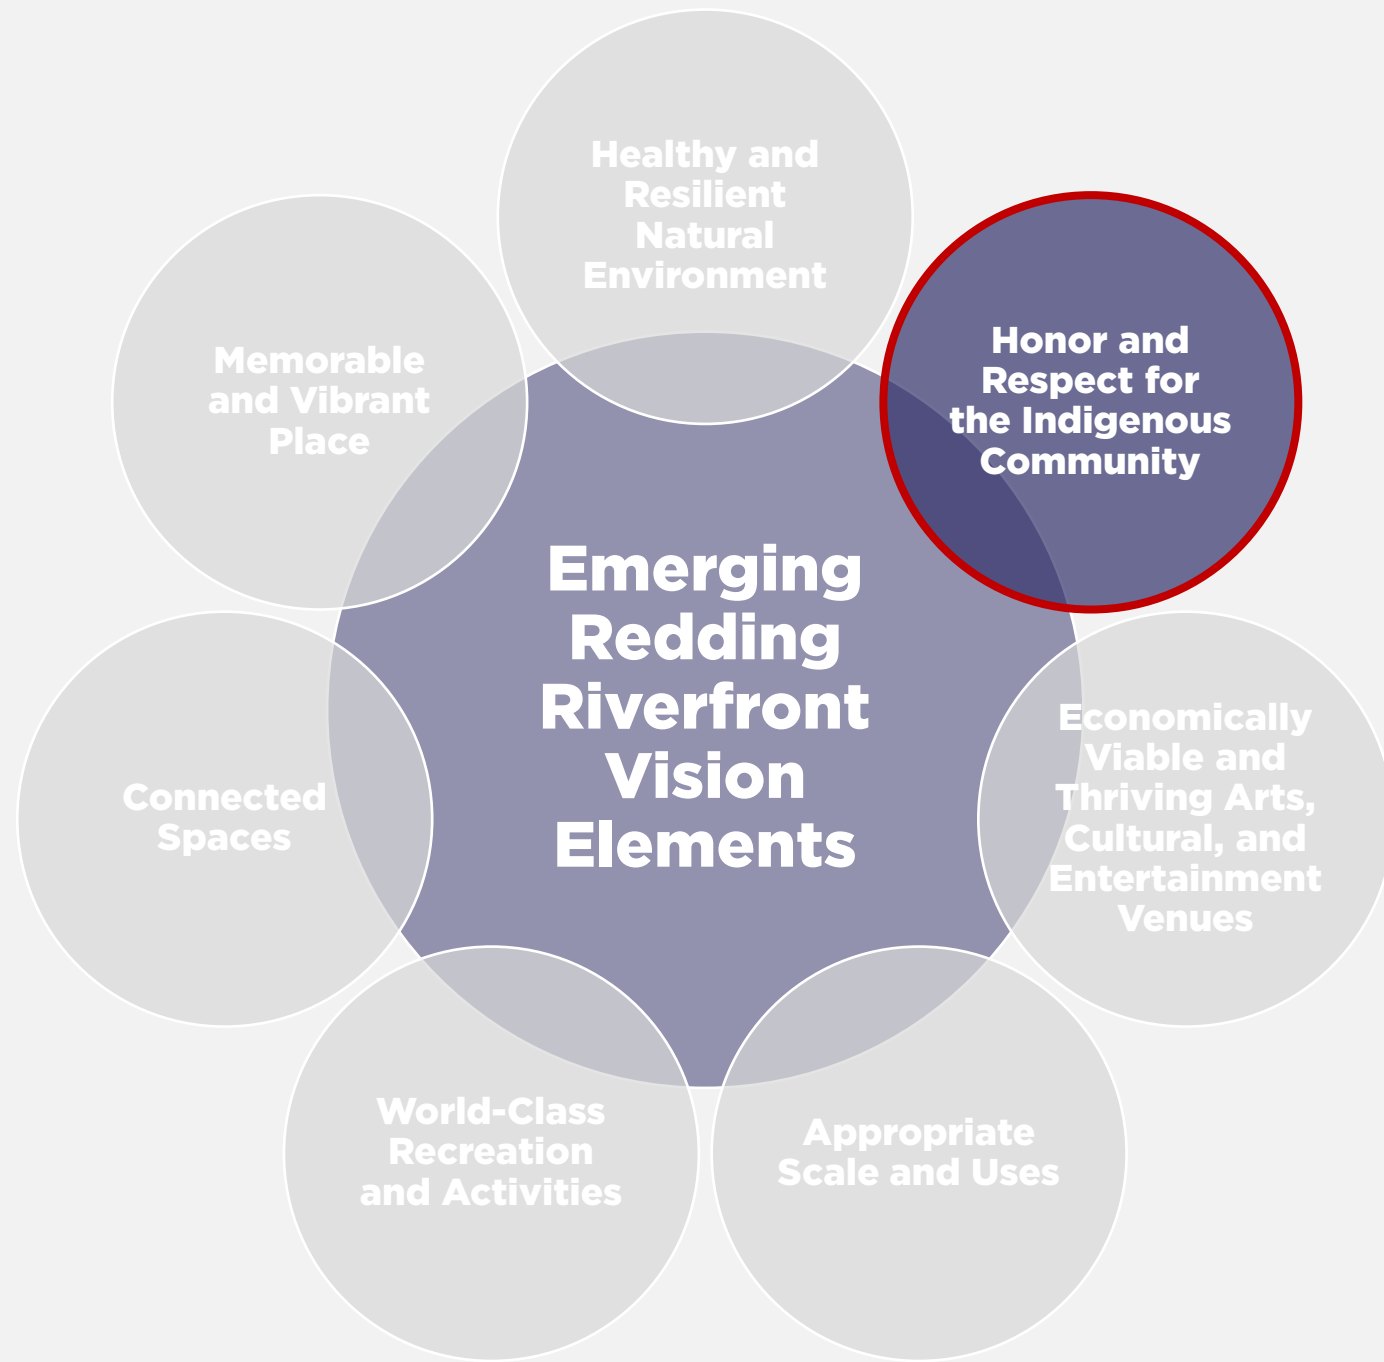 Healthy and
Resilient
Natural
Environment
Honor and
Respect for
the Indigenous
Community
Memorable
and Vibrant
Place
Emerging
Redding
Riverfront
Vision
Elements
Economically
Viable and
Thriving Arts,
Cultural, and
Entertainment
Venues
Connected
Spaces
World-Class
Recreation
and Activities
Appropriate
Scale and Uses